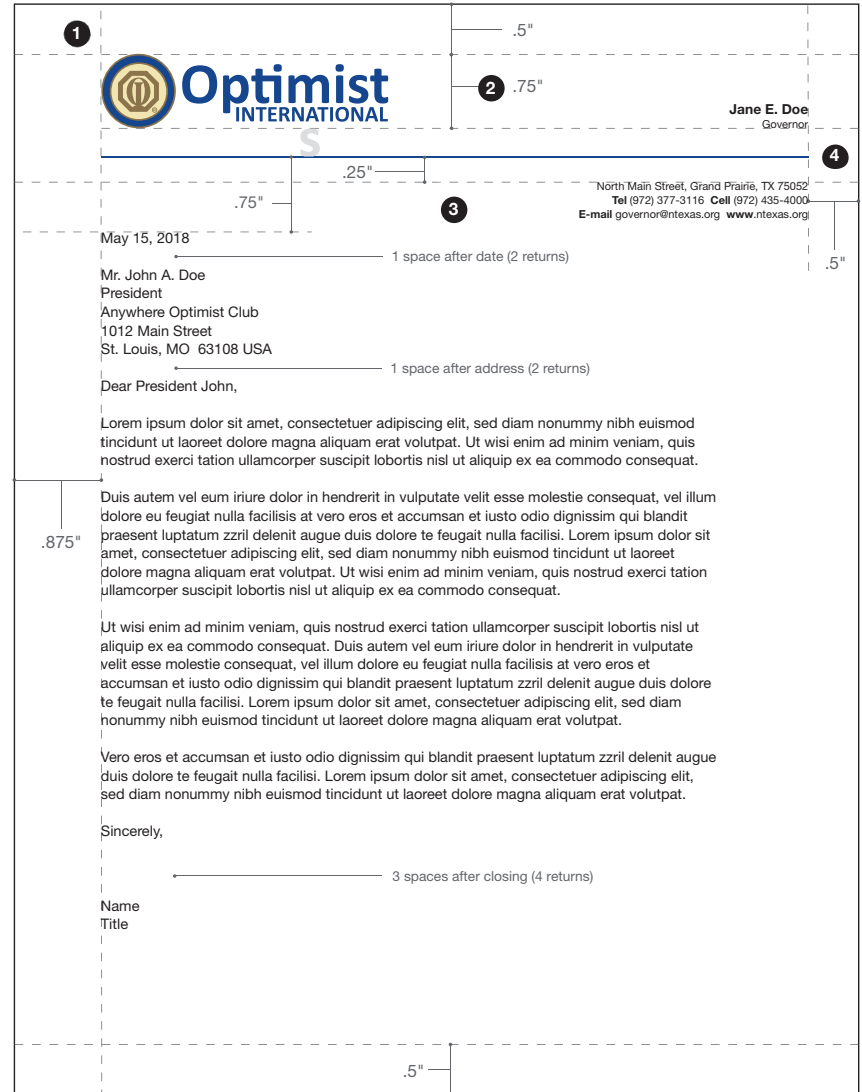 1
.5"
Optimist
INTERNATIONAL
®
2 .75"
Jane E. Doe
Governor
S
4
.25"
.75"
3
North Main Street, Grand Prairie, TX 75052
Tel (972) 377-3116 Cell (972) 435-4000
E-mail governor@ntexas.org www.ntexas.org
.5"
May 15, 2018
1 space after date (2 returns)
Mr. John A. Doe
President
Anywhere Optimist Club
1012 Main Street
St. Louis, MO  63108 USA
1 space after address (2 returns)
Dear President John,
Lorem ipsum dolor sit amet, consectetuer adipiscing elit, sed diam nonummy nibh euismod
tincidunt ut laoreet dolore magna aliquam erat volutpat. Ut wisi enim ad minim veniam, quis
nostrud exerci tation ullamcorper suscipit lobortis nisl ut aliquip ex ea commodo consequat.
.875"
Duis autem vel eum iriure dolor in hendrerit in vulputate velit esse molestie consequat, vel illum
dolore eu feugiat nulla facilisis at vero eros et accumsan et iusto odio dignissim qui blandit
praesent luptatum zzril delenit augue duis dolore te feugait nulla facilisi. Lorem ipsum dolor sit
amet, consectetuer adipiscing elit, sed diam nonummy nibh euismod tincidunt ut laoreet
dolore magna aliquam erat volutpat. Ut wisi enim ad minim veniam, quis nostrud exerci tation
ullamcorper suscipit lobortis nisl ut aliquip ex ea commodo consequat.
Ut wisi enim ad minim veniam, quis nostrud exerci tation ullamcorper suscipit lobortis nisl ut
aliquip ex ea commodo consequat. Duis autem vel eum iriure dolor in hendrerit in vulputate
velit esse molestie consequat, vel illum dolore eu feugiat nulla facilisis at vero eros et
accumsan et iusto odio dignissim qui blandit praesent luptatum zzril delenit augue duis dolore
te feugait nulla facilisi. Lorem ipsum dolor sit amet, consectetuer adipiscing elit, sed diam
nonummy nibh euismod tincidunt ut laoreet dolore magna aliquam erat volutpat.
Vero eros et accumsan et iusto odio dignissim qui blandit praesent luptatum zzril delenit augue
duis dolore te feugait nulla facilisi. Lorem ipsum dolor sit amet, consectetuer adipiscing elit,
sed diam nonummy nibh euismod tincidunt ut laoreet dolore magna aliquam erat volutpat.
Sincerely,
3 spaces after closing (4 returns)
Name
Title
.5"